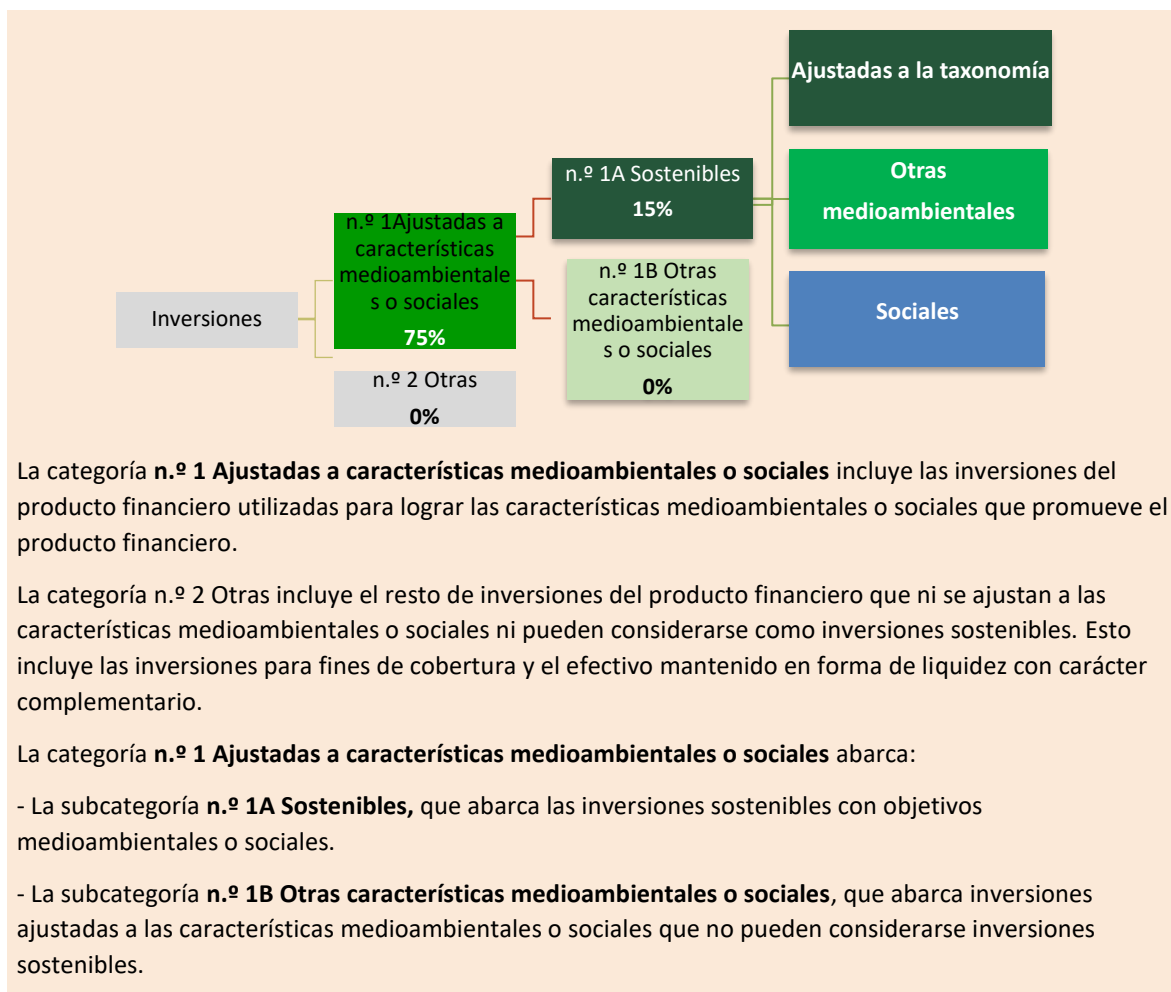 Ajustadas a la taxonomía
Otras
medioambientales
Sociales
n.º 1A Sostenibles
15%
n.º 1B Otras
características
medioambientale
s o sociales
0%
n.º 1Ajustadas a
características
medioambientale
s o sociales
75%
n.º 2 Otras
0%
Inversiones
La categoría n.º 1 Ajustadas a características medioambientales o sociales incluye las inversiones del
producto financiero utilizadas para lograr las características medioambientales o sociales que promueve el
producto financiero.
La categoría n.º 2 Otras incluye el resto de inversiones del producto financiero que ni se ajustan a las
características medioambientales o sociales ni pueden considerarse como inversiones sostenibles. Esto
incluye las inversiones para fines de cobertura y el efectivo mantenido en forma de liquidez con carácter
complementario.
La categoría n.º 1 Ajustadas a características medioambientales o sociales abarca:
- La subcategoría n.º 1A Sostenibles, que abarca las inversiones sostenibles con objetivos
medioambientales o sociales.
- La subcategoría n.º 1B Otras características medioambientales o sociales, que abarca inversiones
ajustadas a las características medioambientales o sociales que no pueden considerarse inversiones
sostenibles.